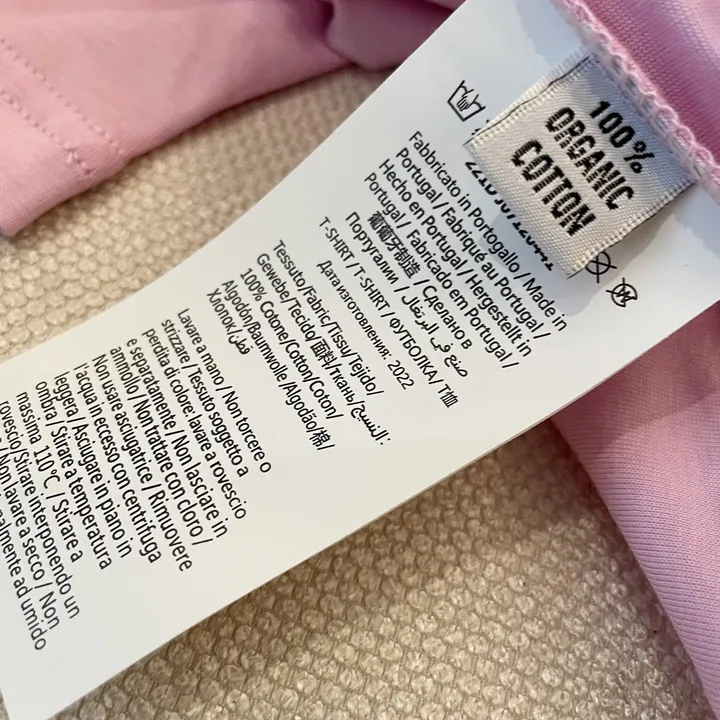 100%
ORGANIC
COTTON
Fabbricato in Portogallo / Made in
Portugal / Fabriqué au Portugal /
Hecho en Portugal / Hergestellt in
Portugal / Fabricado em Portugal /
葡萄牙制造 / Сделано в
Португалии / صنع في البرتغال
T-SHIRT / T-SHIRT / ФУТБОЛКА / T恤
Дата изготовления: 2022
Tessuto/Fabric/Tissu/Tejido/
Gewebe/Tecido/面料/ткань/النسيج:
100% Cotone/Cotton/Coton/
Algodón/Baumwolle/Algodão/棉/
Хлопок/قطن
Lavare a mano / Non torcere o
strizzare / Tessuto soggetto a
perdita di colore: lavare a rovescio
e separatamente / Non lasciare in
ammollo / Non trattare con cloro /
Non usare asciugatrice / Rimuovere
l'acqua in eccesso con centrifuga
leggera / Asciugare in piano in
ombra / Stirare a temperatura
massima 110°C / Stirare a
rovescio / Stirare interponendo un
/ Non lavare a secco / Non
ad umido